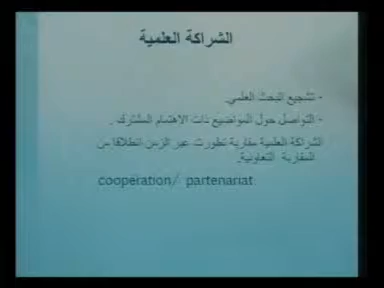 الشراكة العلمية
- تشجيع البحث العلمي.
- التواصل حول المواضيع ذات الاهتمام المشترك .
الشراكة العلمية مقاربة تطورت عبر الزمن انطلاقا من
المقاربة التعاونية.
coopération/ partenariat